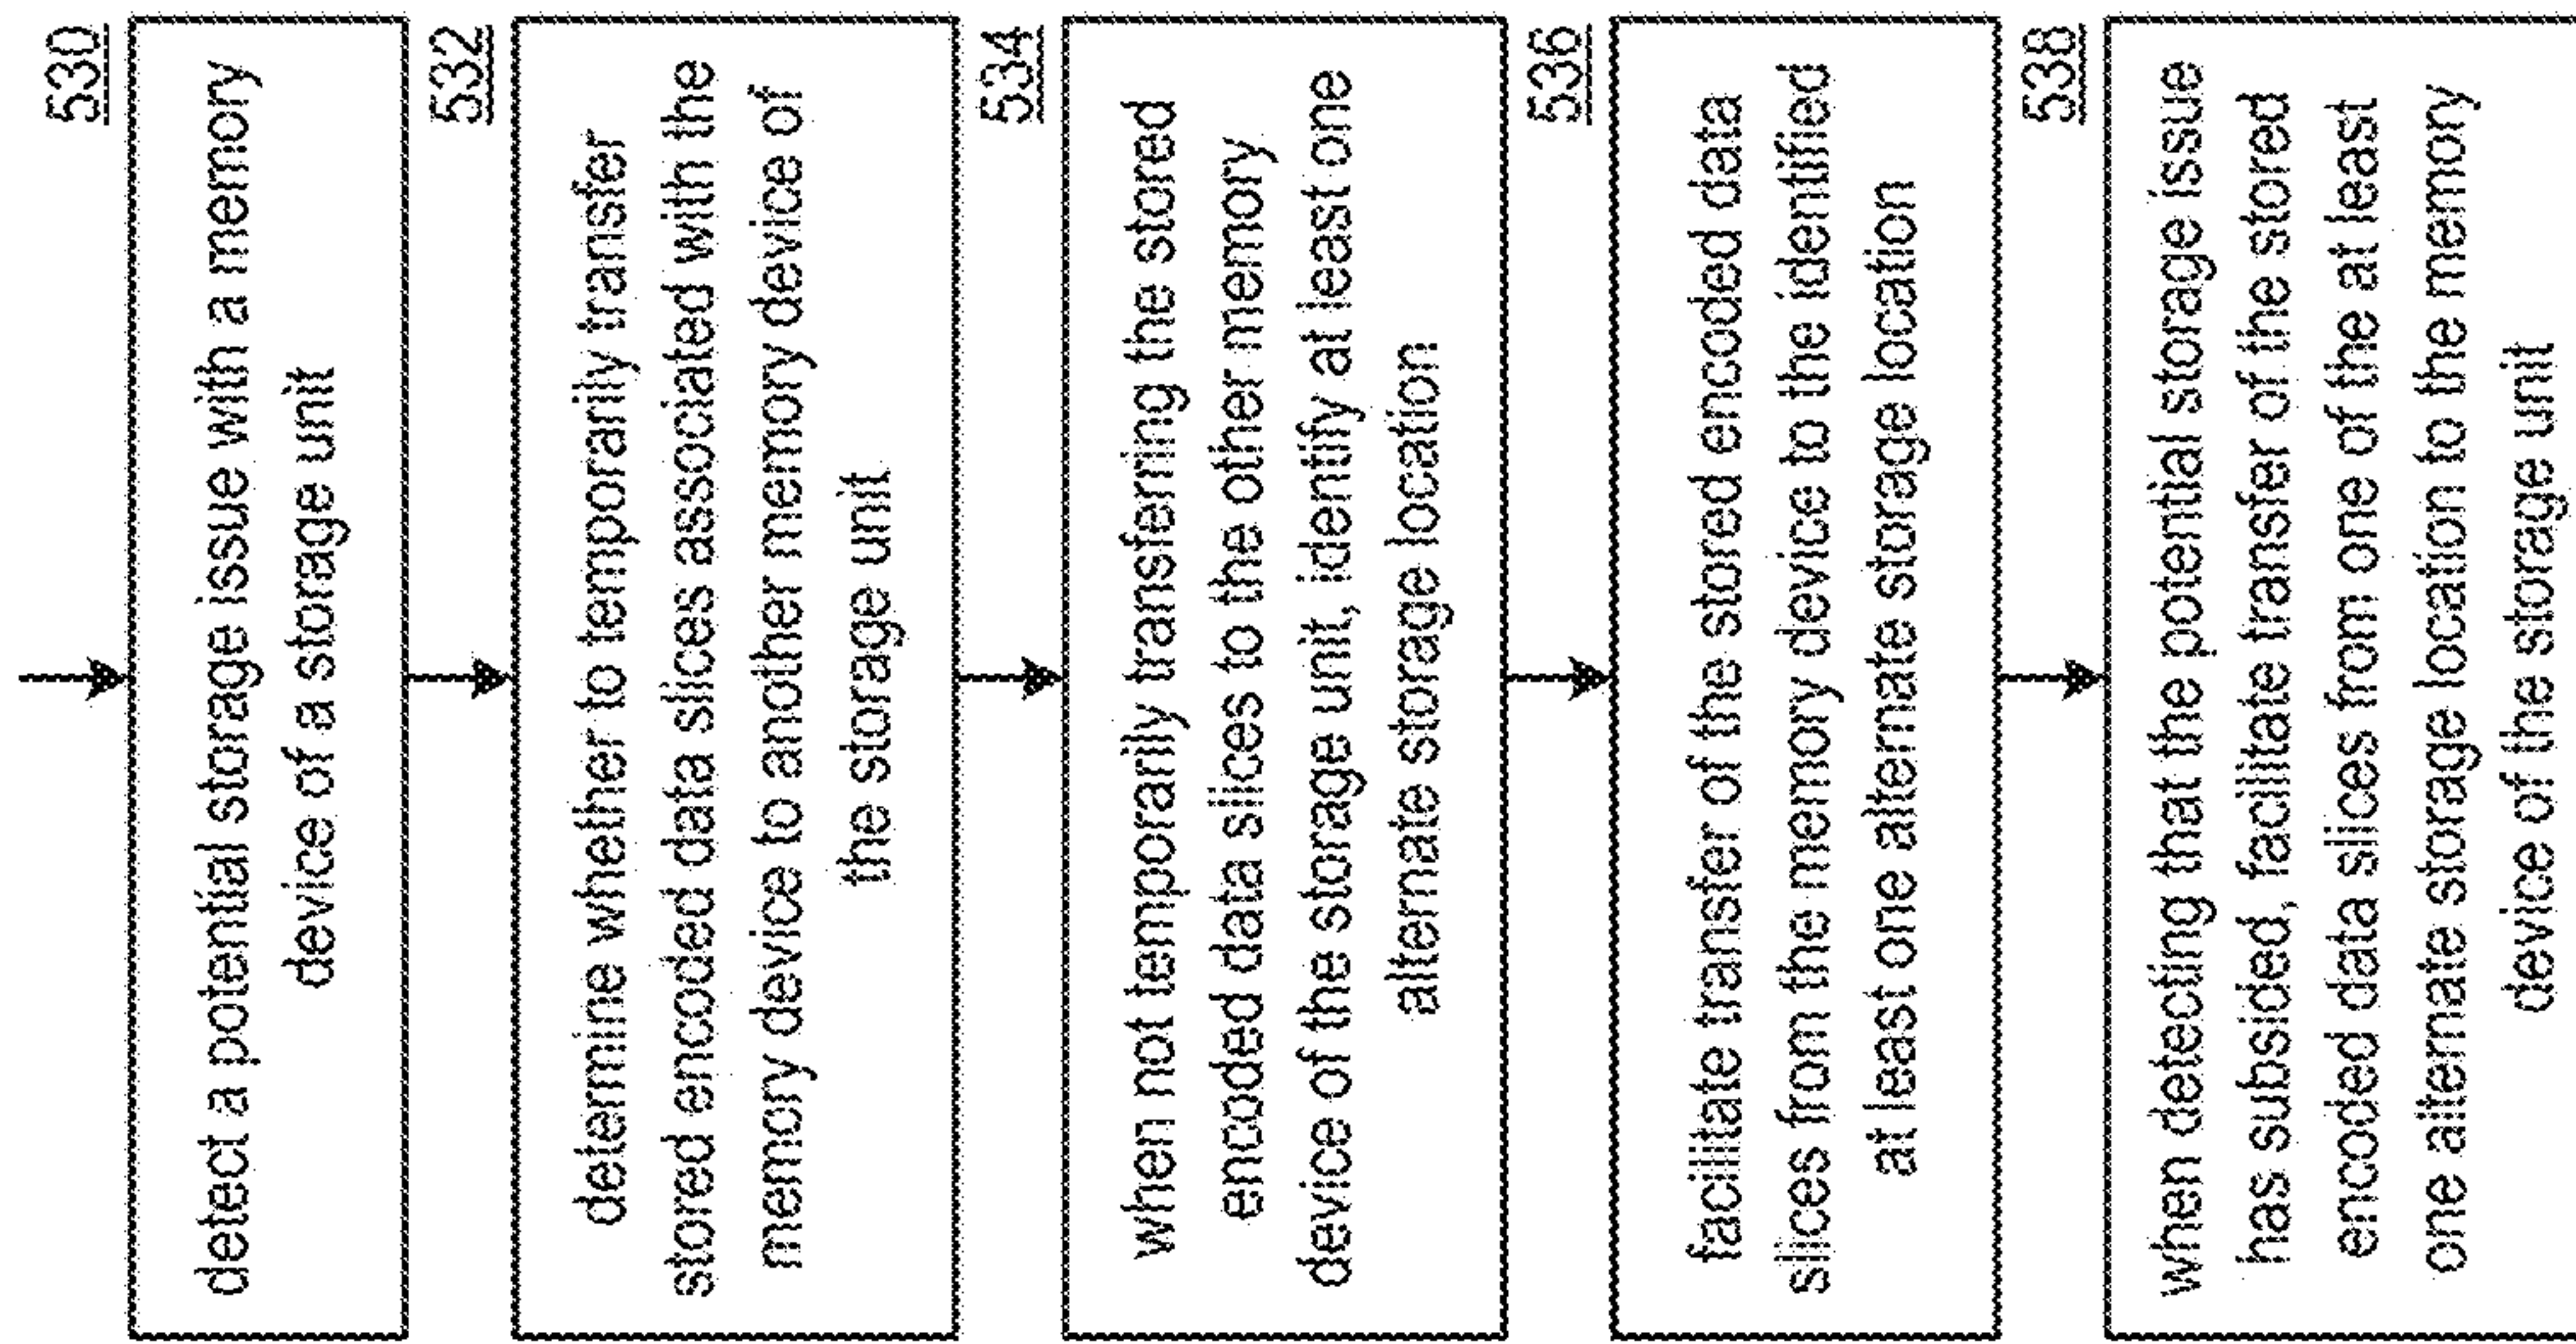 530
detect a potential storage issue with a memory
device of a storage unit
532
determine whether to temporarily transfer
stored encoded data slices associated with the
memory device to another memory device of
the storage unit
534
when not temporarily transferring the stored
encoded data slices to the other memory
device of the storage unit, identify at least one
alternate storage location
536
facilitate transfer of the stored encoded data
slices from the memory device to the identified
at least one alternate storage location
538
when detecting that the potential storage issue
has subsided, facilitate transfer of the stored
encoded data slices from one of the at least
one alternate storage location to the memory
device of the storage unit